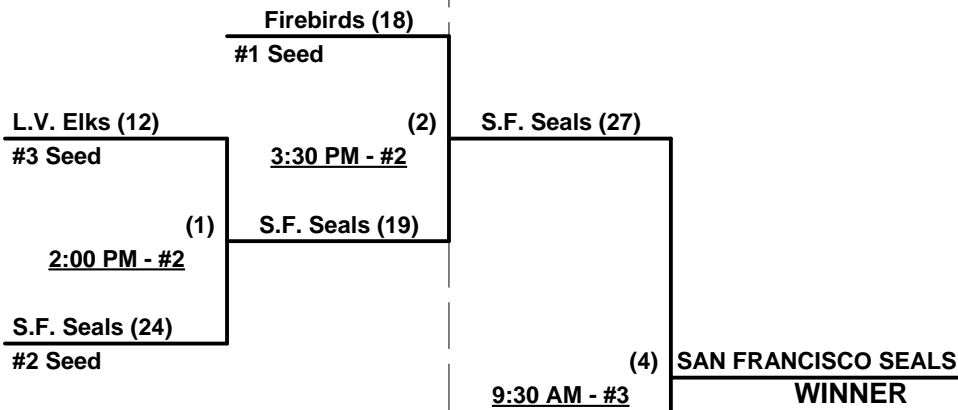 Firebirds (18)
#1 Seed
L.V. Elks (12)
#3 Seed
(2)
3:30 PM - #2
S.F. Seals (27)
(1)
2:00 PM - #2
S.F. Seals (19)
S.F. Seals (24)
#2 Seed
(4)
9:30 AM - #3
SAN FRANCISCO SEALS
WINNER